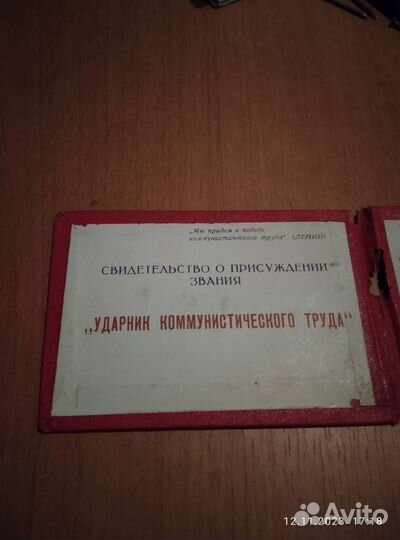 „Мы придем к победе
коммунистического труда“ (ЛЕНИН)
СВИДЕТЕЛЬСТВО О ПРИСУЖДЕНИИ
ЗВАНИЯ
„УДАРНИК КОММУНИСТИЧЕСКОГО ТРУДА“
12.11.2023 17:18
Avito